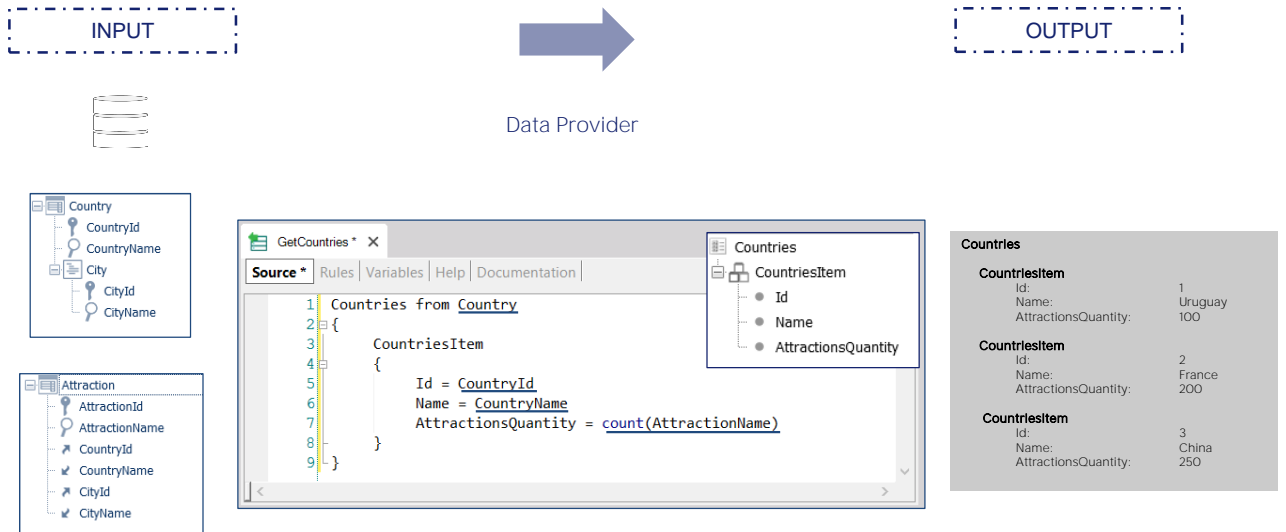 INPUT
OUTPUT
Data Provider
Country
CountryId
CountryName
City
CityId
CityName
Attraction
AttractionId
AttractionName
CountryId
CountryName
CityId
CityName
GetCountries * X
Source * Rules Variables Help Documentation
1 Countries from Country
2 {
3 CountriesItem
4 {
5 Id = CountryId
6 Name = CountryName
7 AttractionsQuantity = count(AttractionName)
8 }
9 }
Countries
CountriesItem
Id
Name
AttractionsQuantity
Countries
CountriesItem
Id: 1
Name: Uruguay
AttractionsQuantity: 100
CountriesItem
Id: 2
Name: France
AttractionsQuantity: 200
CountriesItem
Id: 3
Name: China
AttractionsQuantity: 250